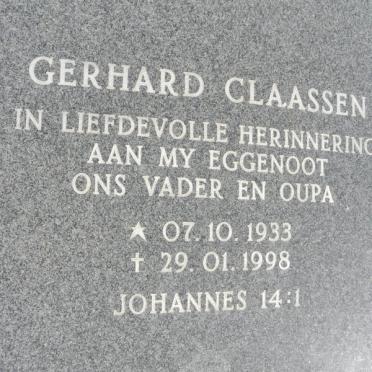 GERHARD CLAASSEN
IN LIEFDEVOLLE HERINNERING
AAN MY EGGENOOT
ONS VADER EN OUPA
★ 07.10.1933
✝ 29.01.1998
JOHANNES 14:1